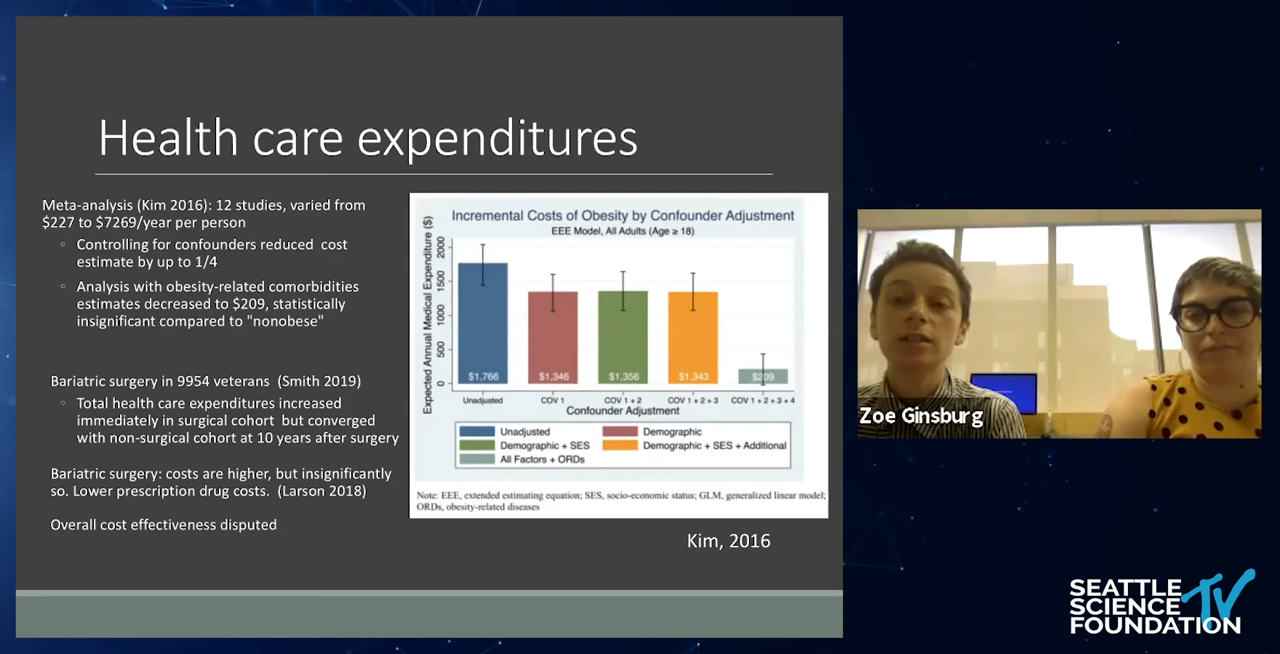 Health care expenditures
Meta-analysis (Kim 2016): 12 studies, varied from
$227 to $7269/year per person
◦ Controlling for confounders reduced cost
estimate by up to 1/4
◦ Analysis with obesity-related comorbidities
estimates decreased to $209, statistically
insignificant compared to "nonobese"
Bariatric surgery in 9954 veterans (Smith 2019)
◦ Total health care expenditures increased
immediately in surgical cohort but converged
with non-surgical cohort at 10 years after surgery
Bariatric surgery: costs are higher, but insignificantly
so. Lower prescription drug costs. (Larson 2018)
Overall cost effectiveness disputed
Incremental Costs of Obesity by Confounder Adjustment
EEE Model, All Adults (Age ≥ 18)
Expected Annual Medical Expenditure ($)
2000
1500
1000
500
0
$1,766
$1,346
$1,356
$1,343
$209
Unadjusted
COV 1
COV 1 + 2
COV 1 + 2 + 3
COV 1 + 2 + 3 + 4
Confounder Adjustment
Unadjusted
Demographic
Demographic + SES
Demographic + SES + Additional
All Factors + ORDs
Note: EEE, extended estimating equation; SES, socio-economic status; GLM, generalized linear model;
ORDs, obesity-related diseases
Kim, 2016
Zoe Ginsburg
SEATTLE
SCIENCE
FOUNDATION
TV